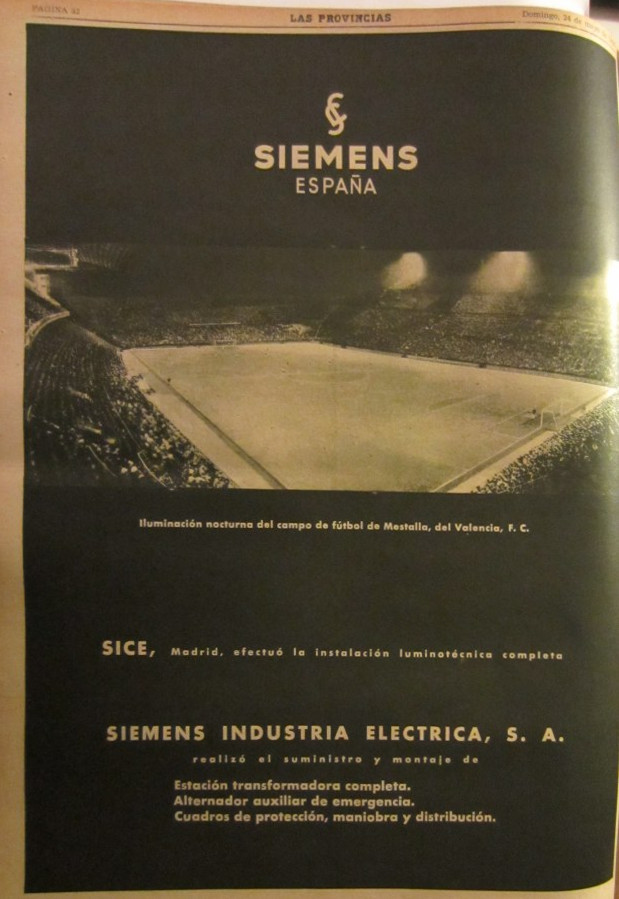 PAGINA 32
LAS PROVINCIAS
Domingo, 24 de
SIEMENS
ESPAÑA
Iluminación nocturna del campo de fútbol de Mestalla, del Valencia, F. C.
SICE, Madrid, efectuó la instalación luminotécnica completa
SIEMENS INDUSTRIA ELECTRICA, S. A.
realizó el suministro y montaje de
Estación transformadora completa.
Alternador auxiliar de emergencia.
Cuadros de protección, maniobra y distribución.